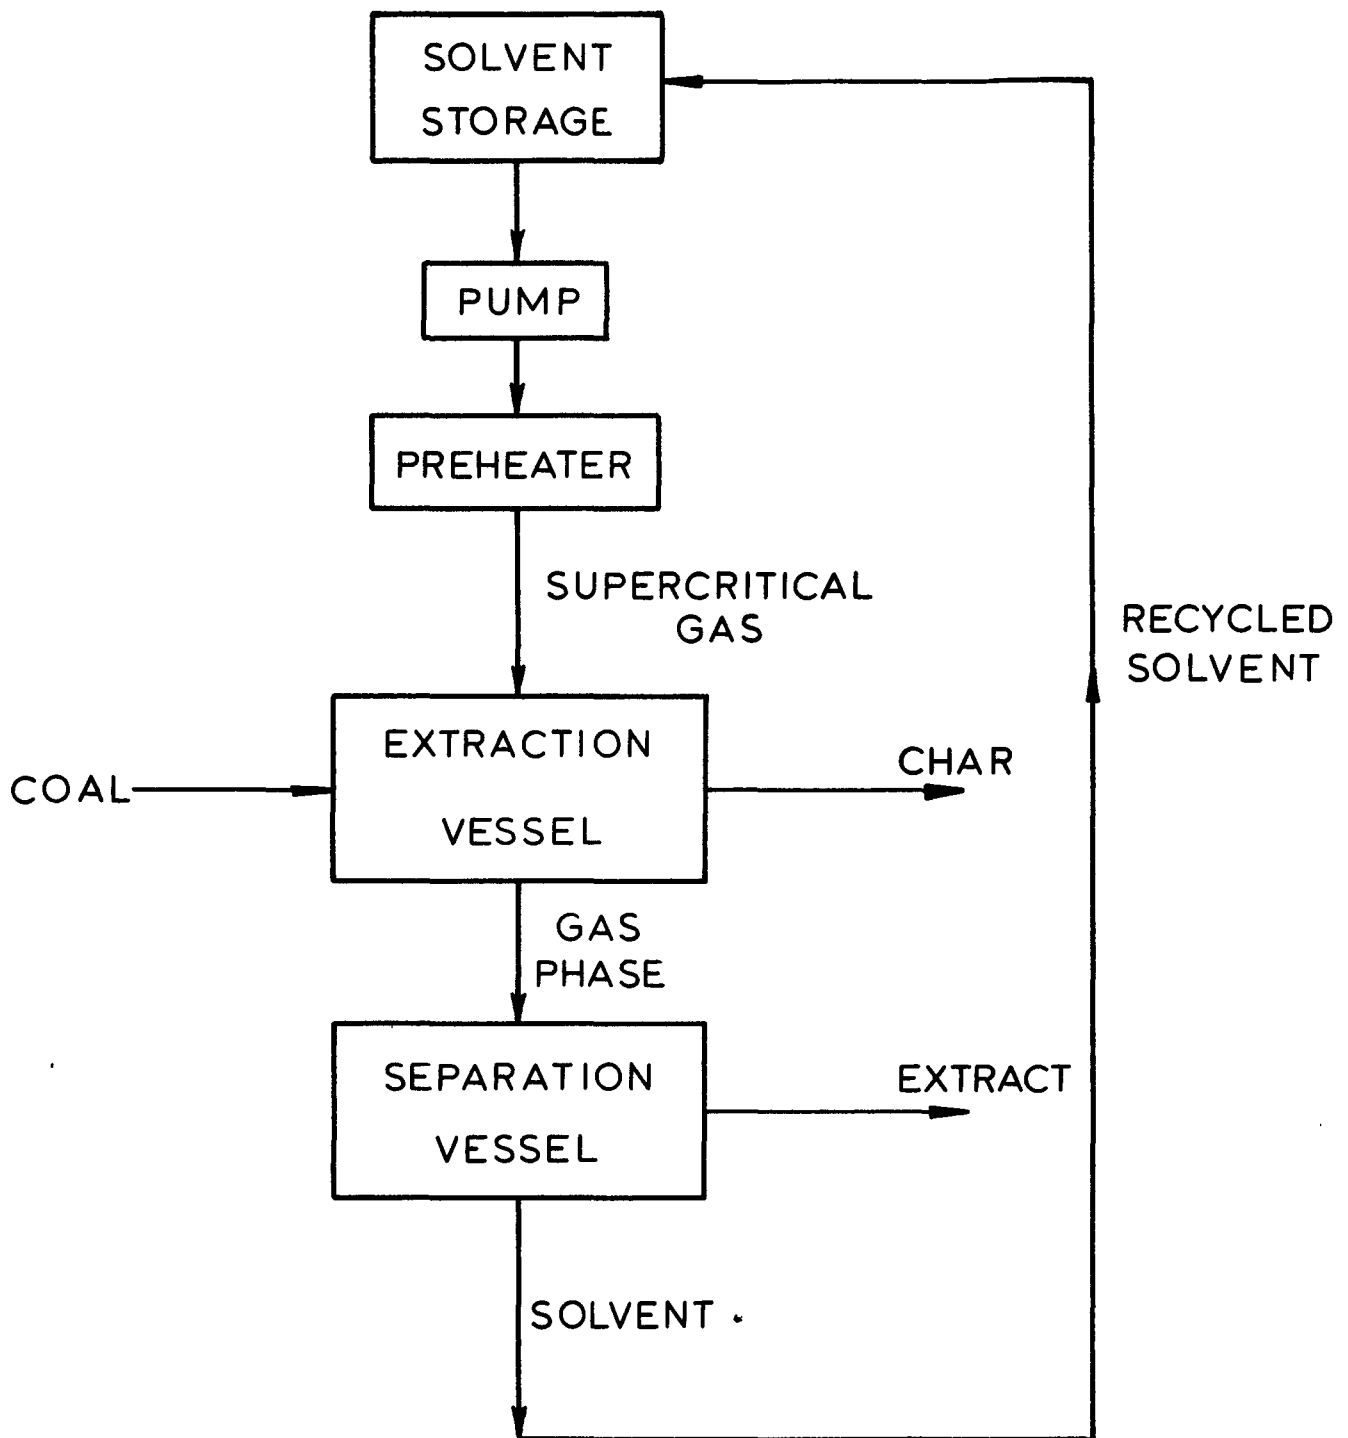 SOLVENT
STORAGE
PUMP
PREHEATER
SUPERCRITICAL
GAS
RECYCLED
SOLVENT
EXTRACTION
VESSEL
COAL
CHAR
GAS
PHASE
SEPARATION
VESSEL
EXTRACT
SOLVENT